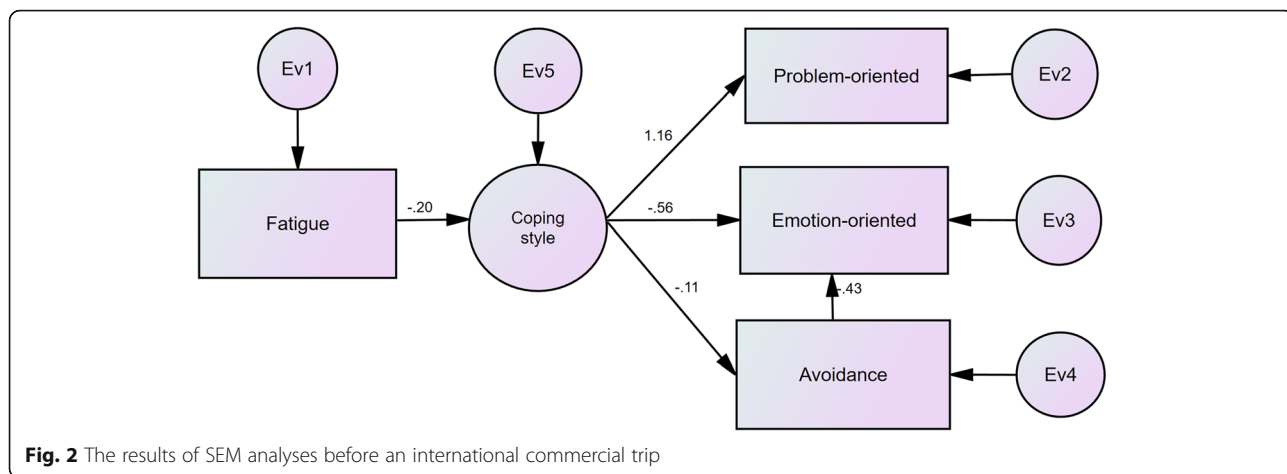 Ev1
Ev5
Problem-oriented
Ev2
1.16
Fatigue
-.20
Coping
style
-.56
Emotion-oriented
Ev3
-.11
-.43
Avoidance
Ev4
Fig. 2 The results of SEM analyses before an international commercial trip